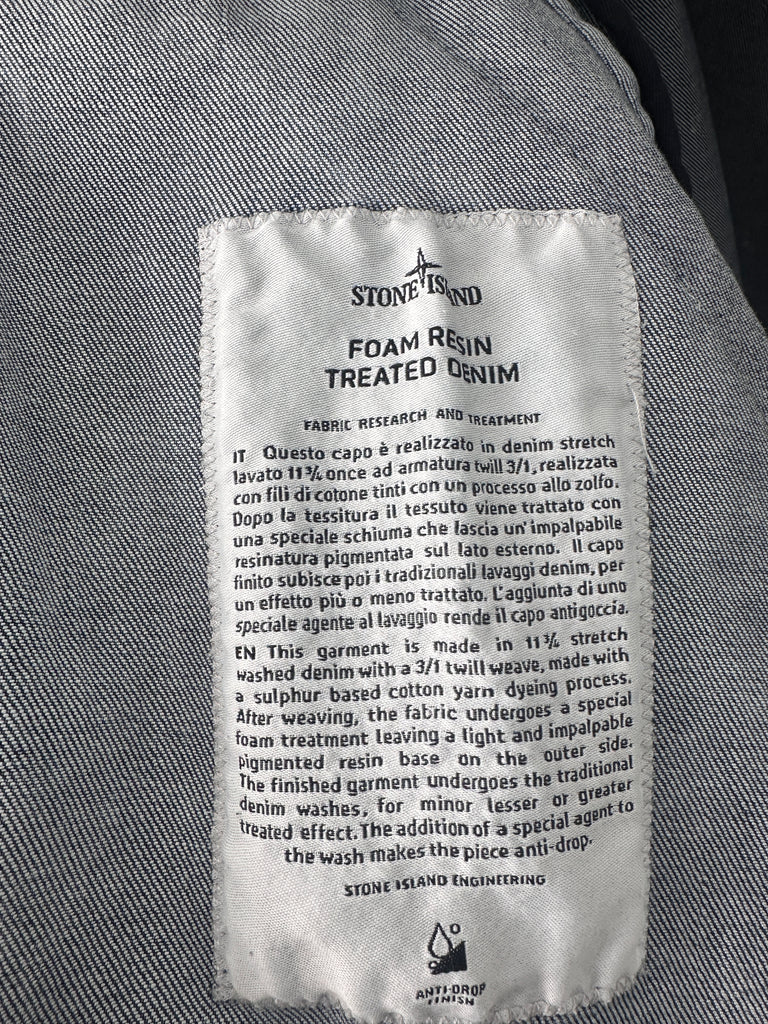 STONE ISLAND
FOAM RESIN
TREATED DENIM
FABRIC RESEARCH AND TREATMENT
IT Questo capo è realizzato in denim stretch
lavato 11¾ once ad armatura twill 3/1, realizzata
con fili di cotone tinti con un processo allo zolfo.
Dopo la tessitura il tessuto viene trattato con
una speciale schiuma che lascia un'impalpabile
resinatura pigmentata sul lato esterno. Il capo
finito subisce poi i tradizionali lavaggi denim, per
un effetto più o meno trattato. L'aggiunta di uno
speciale agente al lavaggio rende il capo antigoccia.
EN This garment is made in 11¾ stretch
washed denim with a 3/1 twill weave, made with
a sulphur based cotton yarn dyeing process.
After weaving, the fabric undergoes a special
foam treatment leaving a light and impalpable
pigmented resin base on the outer side.
The finished garment undergoes the traditional
denim washes, for minor lesser or greater
treated effect. The addition of a special agent to
the wash makes the piece anti-drop.
STONE ISLAND ENGINEERING
ANTI-DROP
FINISH